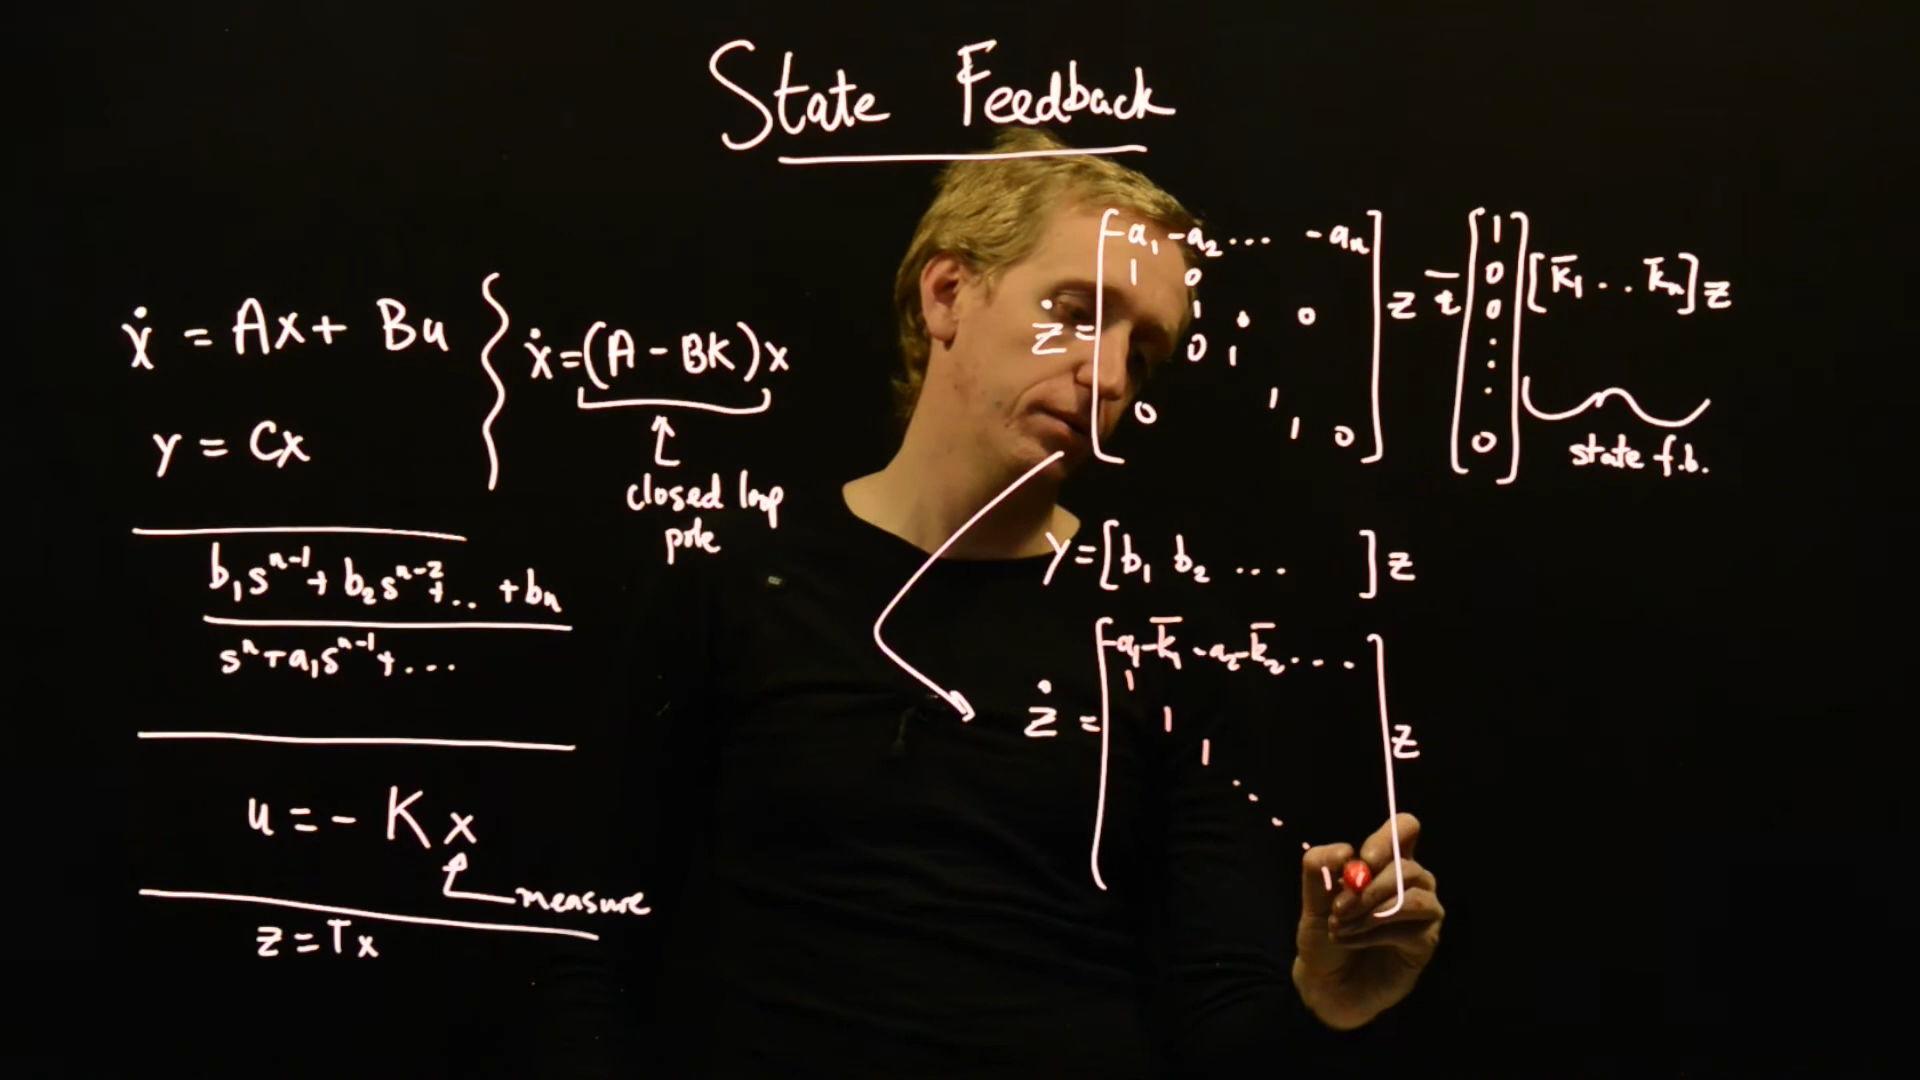 State Feedback
ẋ = Ax + Bu
y = Cx
ẋ = (A - BK)x
closed loop
pole
b₁sⁿ⁻¹ + b₂sⁿ⁻² + .. + bₙ
sⁿ + a₁sⁿ⁻¹ + ...
u = - K x
measure
z = Tx
-a₁ -a₂ ... -aₙ
1 0
1 . 0
0 1
0 1
1 0
ż = [ ] z - [1 0 0 . . . 0] [k̄₁ .. k̄ₙ] z
state f.b.
y = [b₁ b₂ ... ] z
-a₁-k̄₁ -a₂-k̄₂ ....
1
1
1
. . . .
1
ż = [ ] z